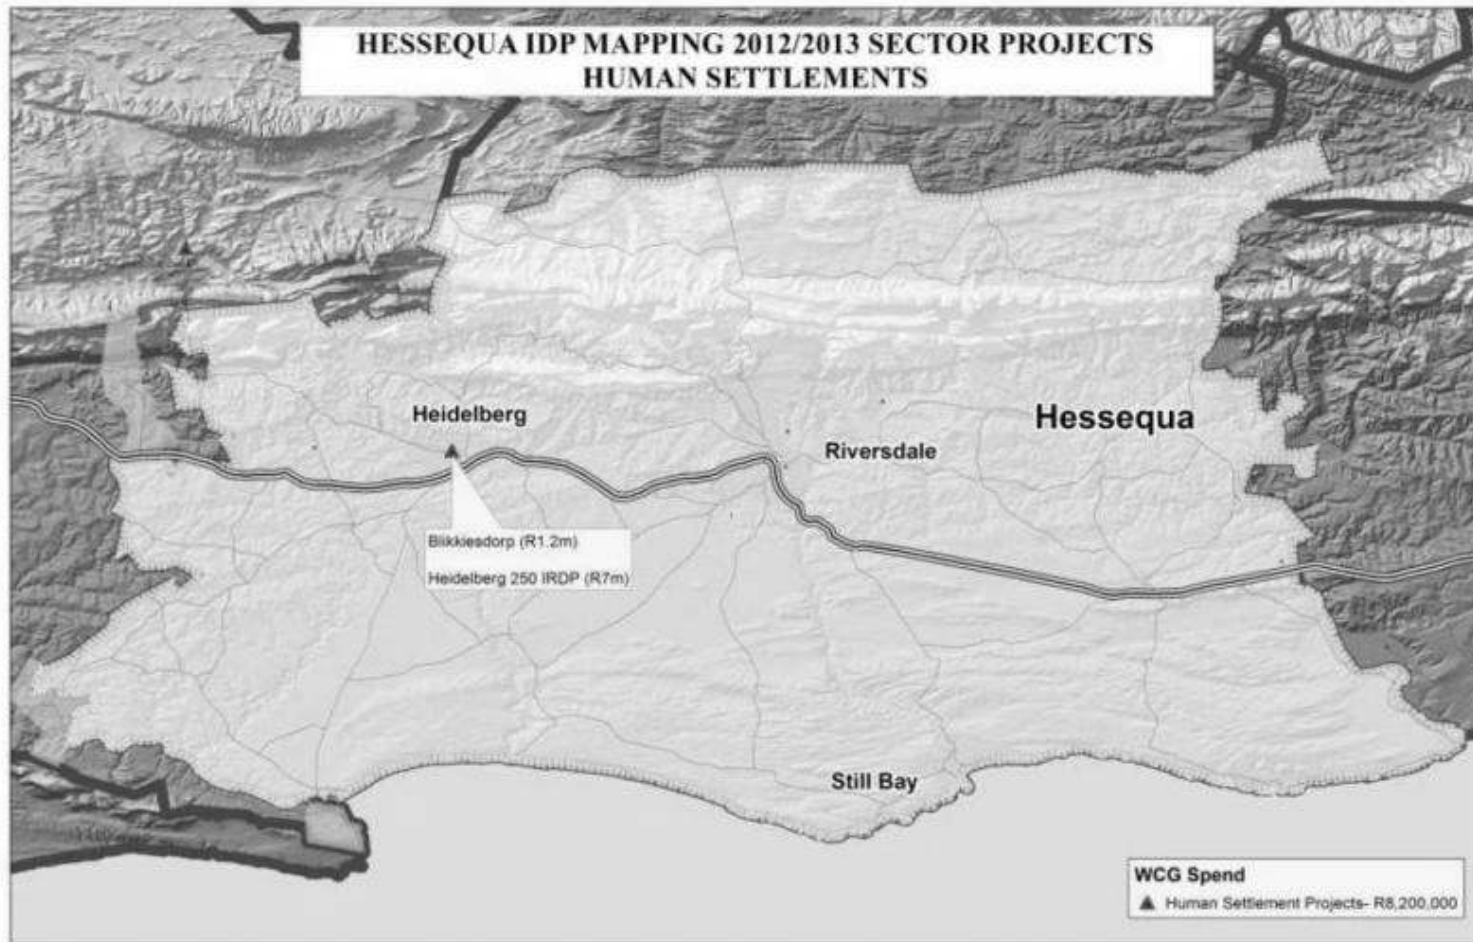 HESSEQUA IDP MAPPING 2012/2013 SECTOR PROJECTS
HUMAN SETTLEMENTS
Heidelberg
Hessequa
Riversdale
Blikkiesdorp (R1.2m)
Heidelberg 250 IRDP (R7m)
Still Bay
WCG Spend
Human Settlement Projects- R8,200,000